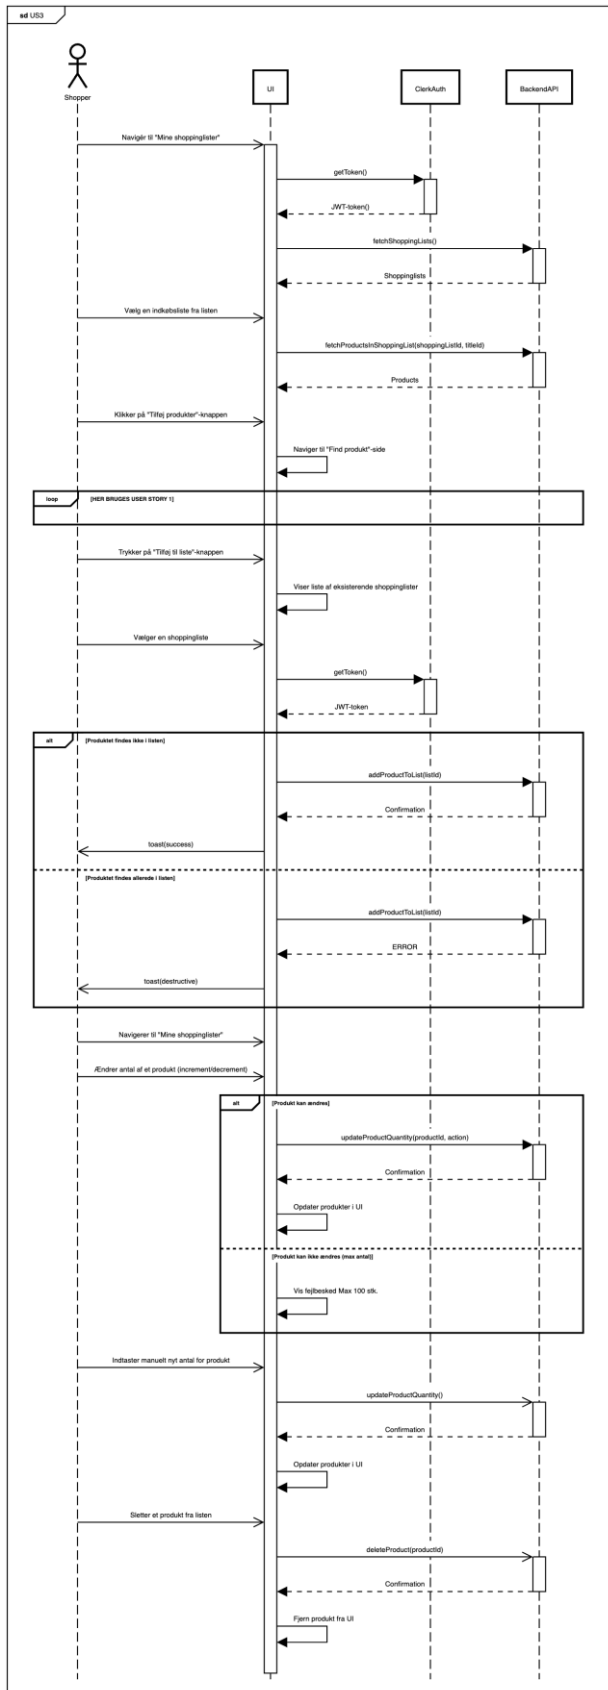 sd US3
Shopper
UI
ClerkAuth
BackendAPI
Navigér til "Mine shoppinglister"
getToken()
JWT-token()
fetchShoppingLists()
Shoppinglists
Vælg en indkøbsliste fra listen
fetchProductsInShoppingList(shoppingListId, titleId)
Products
Klikker på "Tilføj produkter"-knappen
Naviger til "Find produkt"-side
loop
[HER BRUGES USER STORY 1]
Trykker på "Tilføj til liste"-knappen
Viser liste af eksisterende shoppinglister
Vælger en shoppingliste
getToken()
JWT-token
alt
[Produktet findes ikke i listen]
addProductToList(listId)
Confirmation
toast(success)
[Produktet findes allerede i listen]
addProductToList(listId)
ERROR
toast(destructive)
Navigerer til "Mine shoppinglister"
Ændrer antal af et produkt (increment/decrement)
alt
[Produkt kan ændres]
updateProductQuantity(productId, action)
Confirmation
Opdater produkter i UI
[Produkt kan ikke ændres (max antal)]
Vis fejlbesked Max 100 stk.
Indtaster manuelt nyt antal for produkt
updateProductQuantity()
Confirmation
Opdater produkter i UI
Sletter et produkt fra listen
deleteProduct(productId)
Confirmation
Fjern produkt fra UI